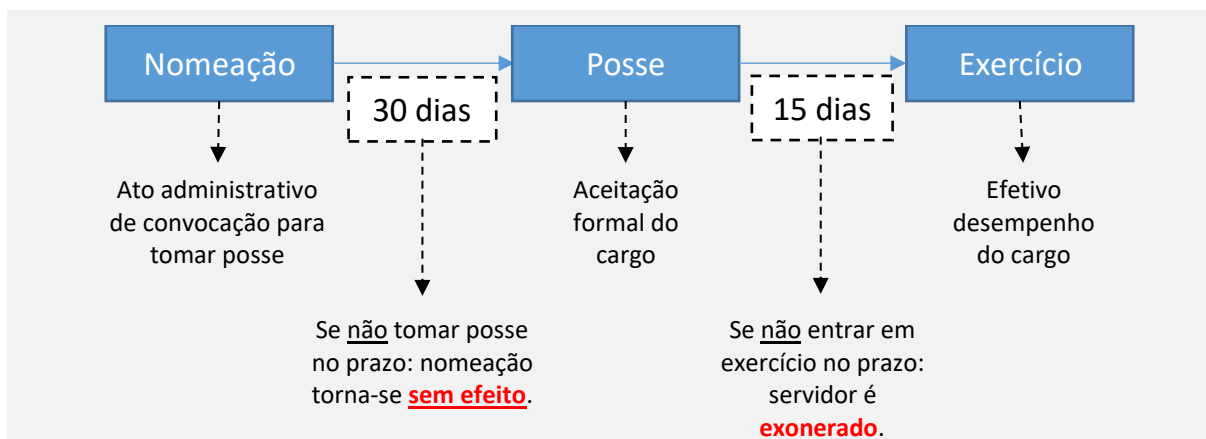 Nomeação
Posse
Exercício
30 dias
15 dias
Ato administrativo
de convocação para
tomar posse
Aceitação
formal do
cargo
Efetivo
desempenho
do cargo
Se não tomar posse
no prazo: nomeação
torna-se sem efeito.
Se não entrar em
exercício no prazo:
servidor é
exonerado.